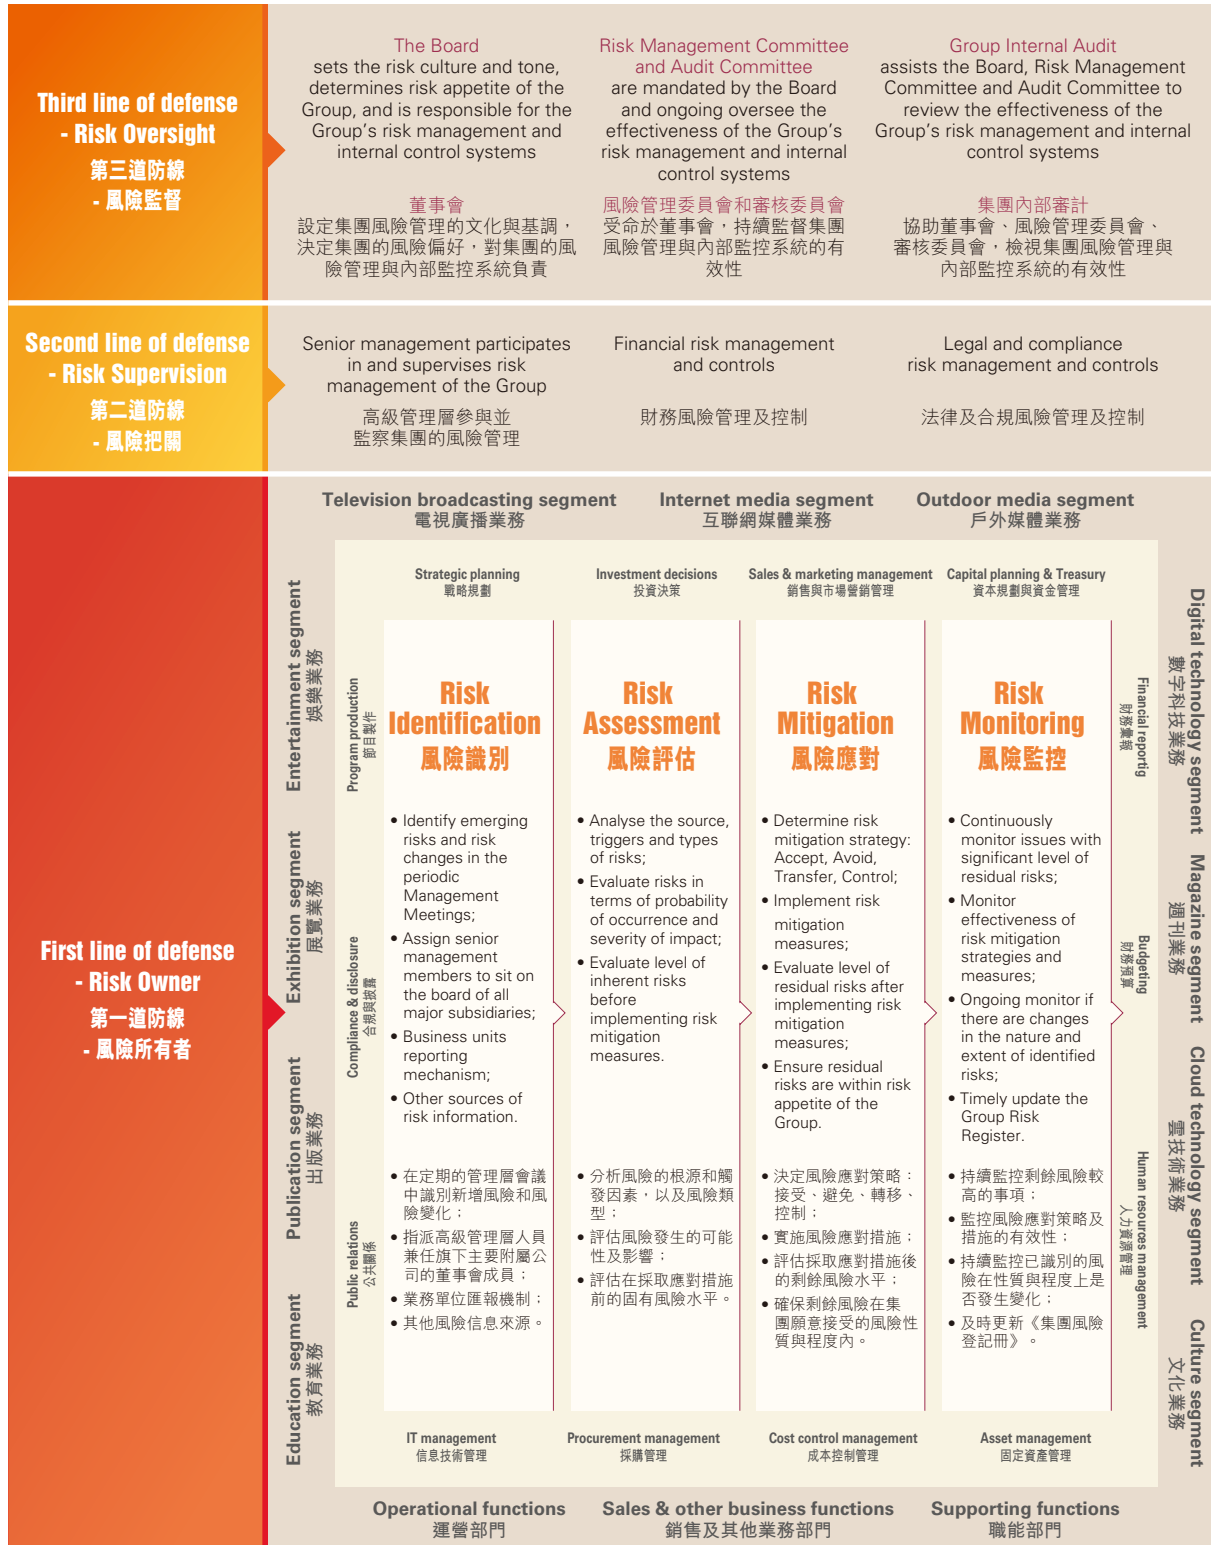 Third line of defense
- Risk Oversight
第三道防線
- 風險監督
The Board
sets the risk culture and tone,
determines risk appetite of the
Group, and is responsible for the
Group's risk management and
internal control systems
董事會
設定集團風險管理的文化與基調，
決定集團的風險偏好，對集團的風
險管理與內部監控系統負責
Risk Management Committee
and Audit Committee
are mandated by the Board
and ongoing oversee the
effectiveness of the Group's
risk management and internal
control systems
風險管理委員會和審核委員會
受命於董事會，持續監督集團
風險管理與內部監控系統的有
效性
Group Internal Audit
assists the Board, Risk Management
Committee and Audit Committee to
review the effectiveness of the
Group's risk management and internal
control systems
集團內部審計
協助董事會、風險管理委員會、
審核委員會，檢視集團風險管理與
內部監控系統的有效性
Second line of defense
- Risk Supervision
第二道防線
- 風險把關
Senior management participates
in and supervises risk
management of the Group
高級管理層參與並
監察集團的風險管理
Financial risk management
and controls
財務風險管理及控制
Legal and compliance
risk management and controls
法律及合規風險管理及控制
First line of defense
- Risk Owner
第一道防線
- 風險所有者
Television broadcasting segment
電視廣播業務
Internet media segment
互聯網媒體業務
Outdoor media segment
戶外媒體業務
Entertainment segment
娛樂業務
Exhibition segment
展覽業務
Publication segment
出版業務
Education segment
教育業務
Strategic planning
戰略規劃
Investment decisions
投資決策
Sales & marketing management
銷售與市場營銷管理
Capital planning & Treasury
資本規劃與資金管理
Program production
節目製作
Compliance & disclosure
合規與披露
Public relations
公共關係
Risk
Identification
風險識別
• Identify emerging
risks and risk
changes in the
periodic
Management
Meetings;
• Assign senior
management
members to sit on
the board of all
major subsidiaries;
• Business units
reporting
mechanism;
• Other sources of
risk information.
• 在定期的管理層會議
中識別新增風險和風
險變化；
• 指派高級管理層人員
兼任旗下主要附屬公
司的董事會成員；
• 業務單位匯報機制；
• 其他風險信息來源。
Risk
Assessment
風險評估
• Analyse the source,
triggers and types
of risks;
• Evaluate risks in
terms of probability
of occurrence and
severity of impact;
• Evaluate level of
inherent risks
before
implementing risk
mitigation
measures.
• 分析風險的根源和觸
發因素，以及風險類
型；
• 評估風險發生的可能
性及影響；
• 評估在採取應對措施
前的固有風險水平。
Risk
Mitigation
風險應對
• Determine risk
mitigation strategy:
Accept, Avoid,
Transfer, Control;
• Implement risk
mitigation
measures;
• Evaluate level of
residual risks after
implementing risk
mitigation
measures;
• Ensure residual
risks are within risk
appetite of the
Group.
• 決定風險應對策略：
接受、避免、轉移、
控制；
• 實施風險應對措施；
• 評估採取應對措施後
的剩餘風險水平；
• 確保剩餘風險在集
團願意接受的風險性
質與程度內。
Risk
Monitoring
風險監控
• Continuously
monitor issues with
significant level of
residual risks;
• Monitor
effectiveness of
risk mitigation
strategies and
measures;
• Ongoing monitor if
there are changes
in the nature and
extent of identified
risks;
• Timely update the
Group Risk
Register.
• 持續監控剩餘風險較
高的事項；
• 監控風險應對策略及
措施的有效性；
• 持續監控已識別的風
險在性質與程度上是
否發生變化；
• 及時更新《集團風險
登記冊》。
Financial reportig
財務彙報
Budgeting
財務預算
Human resources management
人力資源管理
Digital technology segment
數字科技業務
Magazine segment
週刊業務
Cloud technology segment
雲技術業務
Culture segment
文化業務
IT management
信息技術管理
Procurement management
採購管理
Cost control management
成本控制管理
Asset management
固定資產管理
Operational functions
運營部門
Sales & other business functions
銷售及其他業務部門
Supporting functions
職能部門